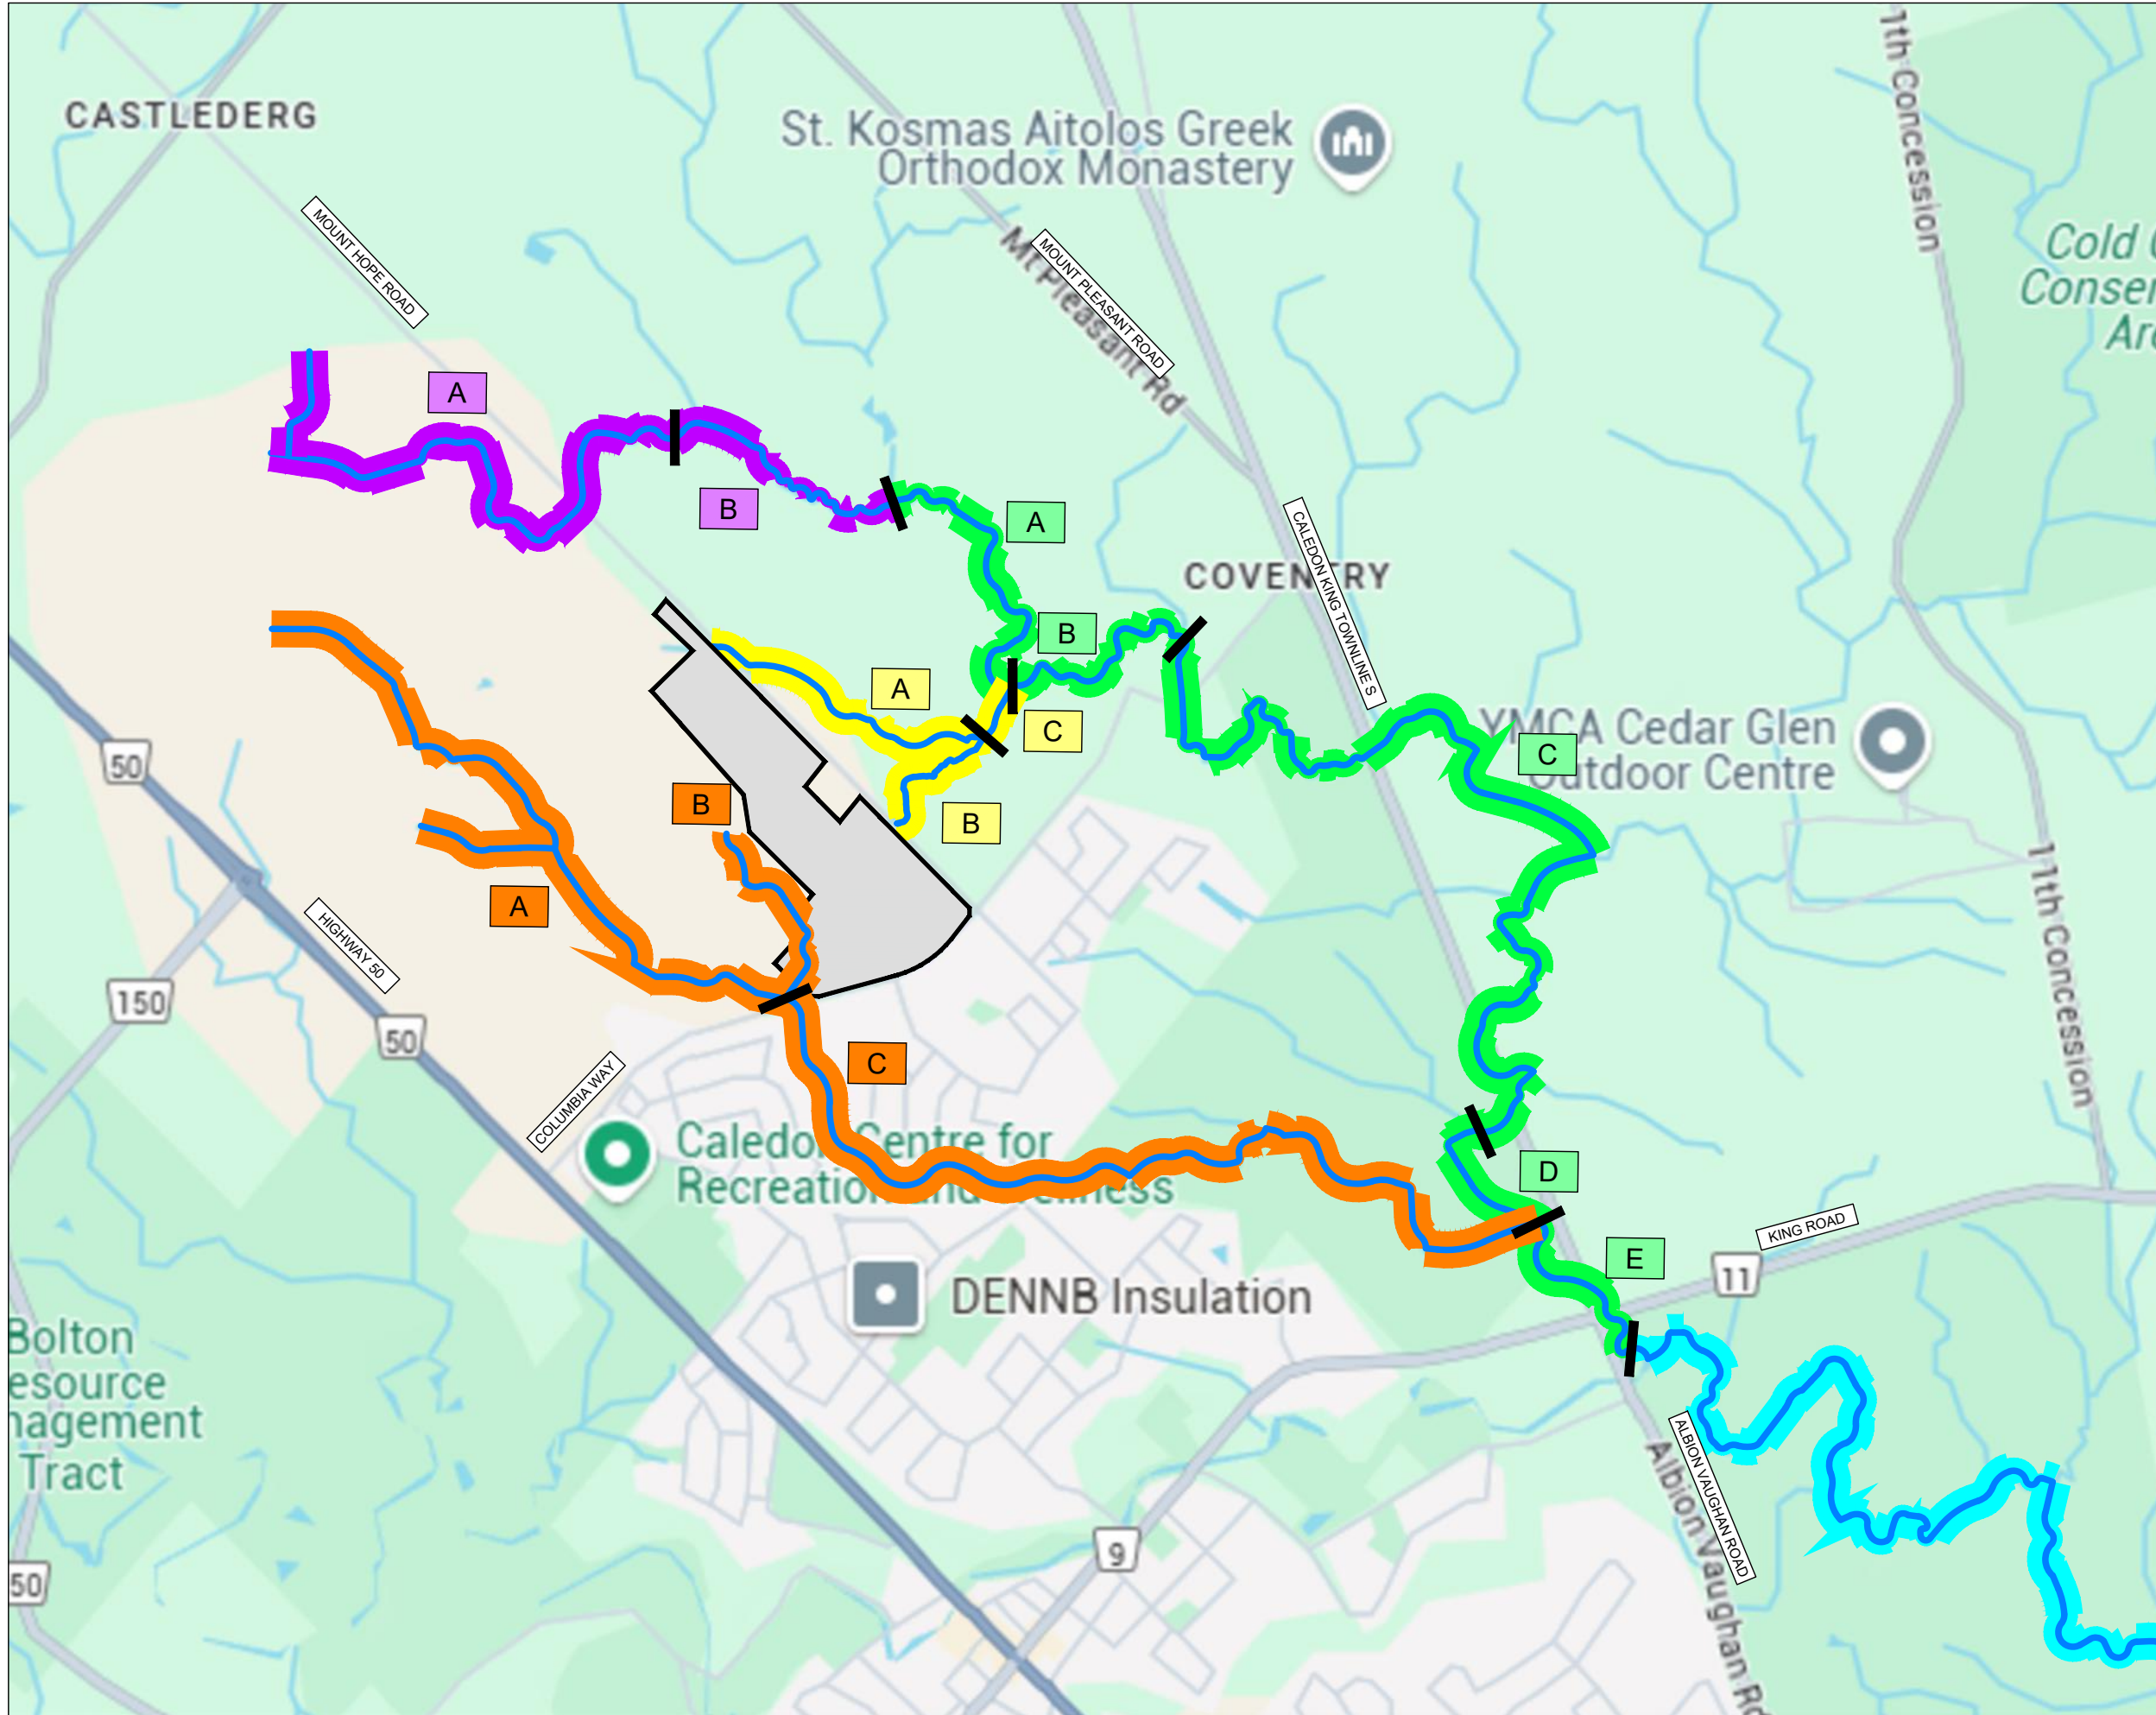 CASTLEDERG
St. Kosmas Aitolos Greek
Orthodox Monastery
11th Concession
Cold
Conser
Are
MOUNT HOPE ROAD
Mt Pleasant Rd
MOUNT PLEASANT ROAD
A
B
A
COVENTRY
CALEDON KING TOWNLINE S
B
A
C
YMCA Cedar Glen
Outdoor Centre
C
50
B
B
A
HIGHWAY 50
11th Concession
150
50
C
COLUMBIA WAY
Caledon Centre for
Recreation and Wellness
D
KING ROAD
E
11
DENNB Insulation
Bolton
esource
nagement
Tract
ALBION VAUGHAN ROAD
Albion Vaughan Rd
9
50